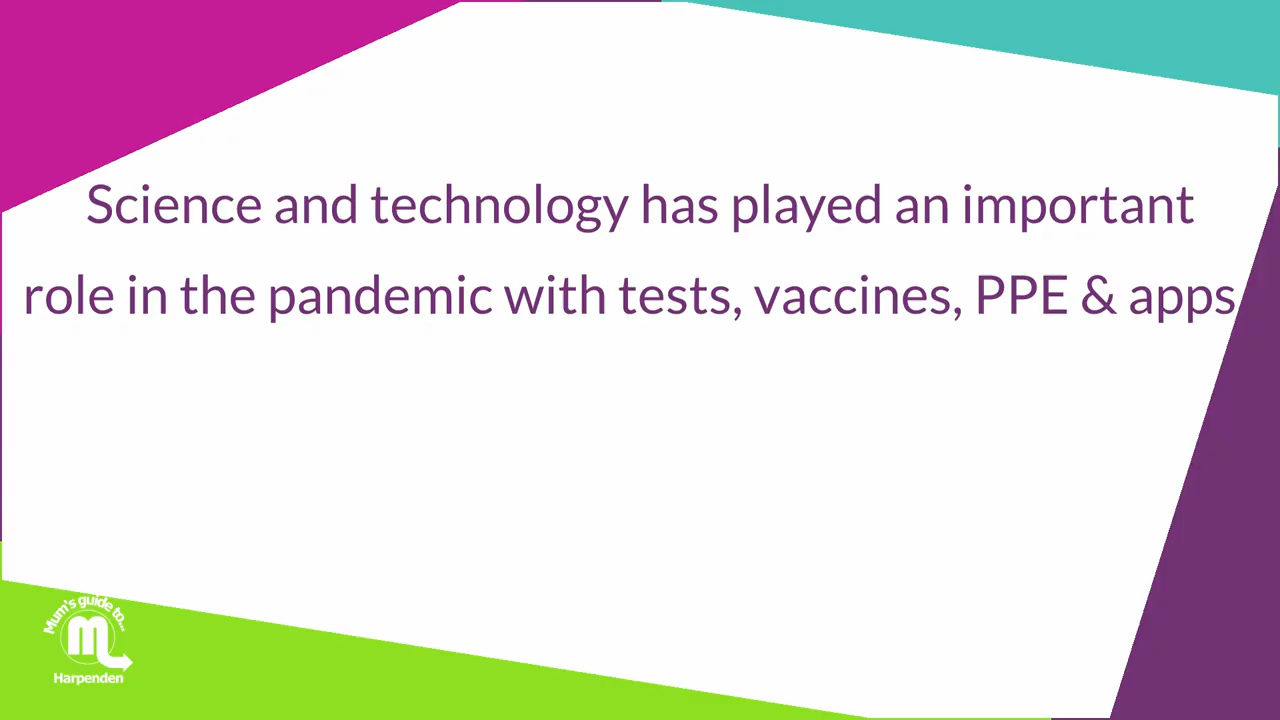 Science and technology has played an important
role in the pandemic with tests, vaccines, PPE & apps
Mum's guide to...
m
Harpenden